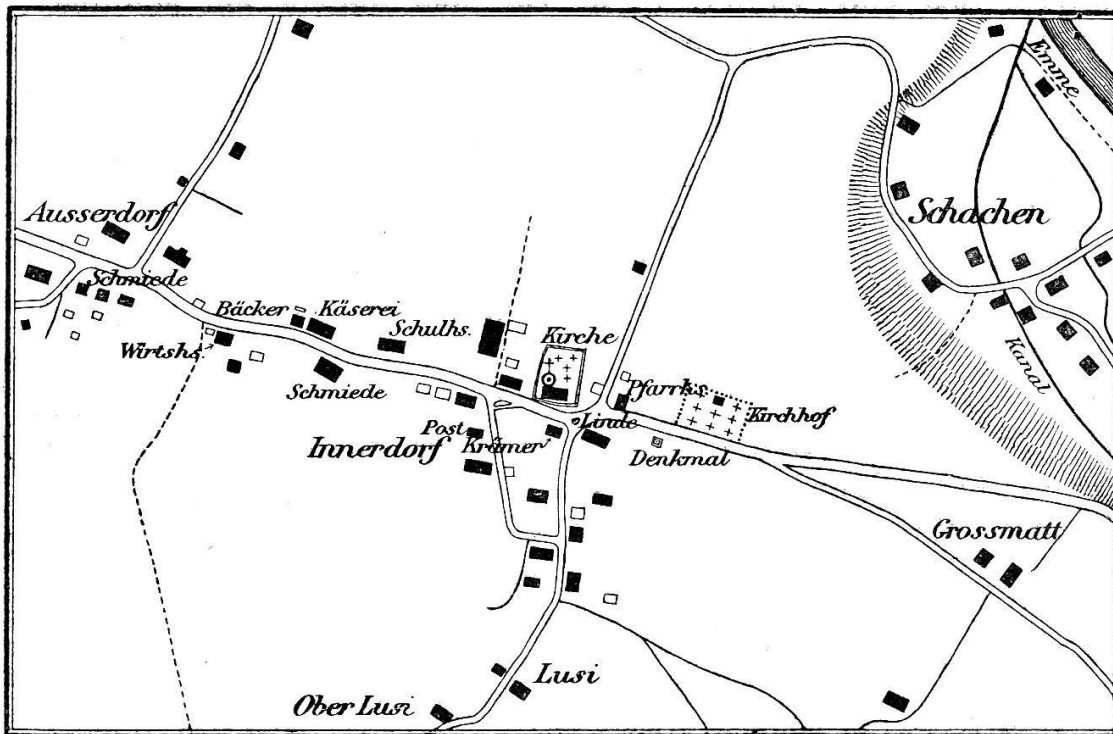 Emme
Ausserdorf
Schachen
Schmiede
Bäcker
Käserei
Schulhs.
Kirche
Wirtshs.
Schmiede
Kanal
Pfarrhs.
Kirchhof
Post
Krämer
Linde
Innerdorf
Denkmal
Grossmatt
Lusi
Ober Lusi